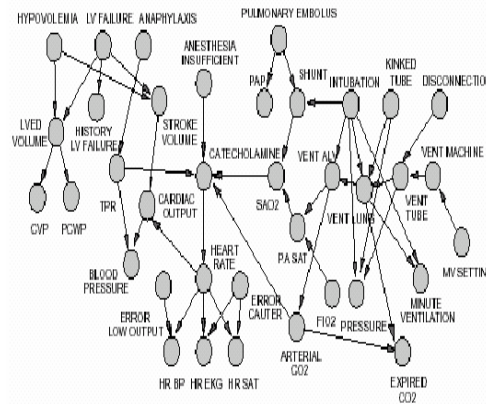 HYPOVOLEMIA LV FAILURE ANAPHYLAXIS
PULMONARY EMBOLUS
ANESTHESIA
INSUFFICIENT
PAP
SHUNT
INTUBATION
KINKED
TUBE
DISCONNECTION
LVED
VOLUME
HISTORY
LV FAILURE
STROKE
VOLUME
CATECHOLAMINE
VENT ALV
VENT MACHINE
VENT LUNG
VENT
TUBE
SAO2
TPR
CARDIAC
OUTPUT
CVP
PCWP
PA SAT
MV SETTIN
BLOOD
PRESSURE
HEART
RATE
ERROR
LOW OUTPUT
ERROR
CAUTER
FIO2
PRESSURE
MINUTE
VENTILATION
HR BP
HR EKG
HR SAT
ARTERIAL
CO2
EXPIRED
CO2